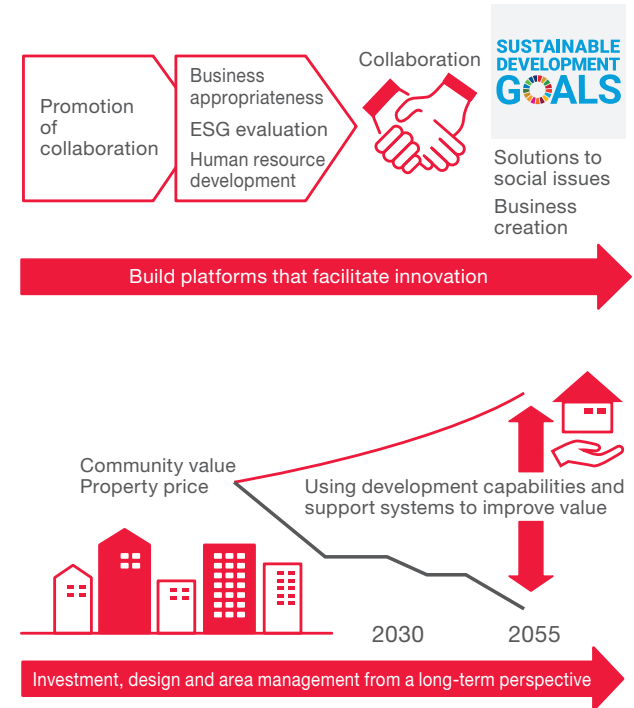 Promotion
of
collaboration
Business
appropriateness
ESG evaluation
Human resource
development
Collaboration
SUSTAINABLE
DEVELOPMENT
GOALS
Solutions to
social issues
Business
creation
Build platforms that facilitate innovation
Community value
Property price
Using development capabilities and
support systems to improve value
2030
2055
Investment, design and area management from a long-term perspective